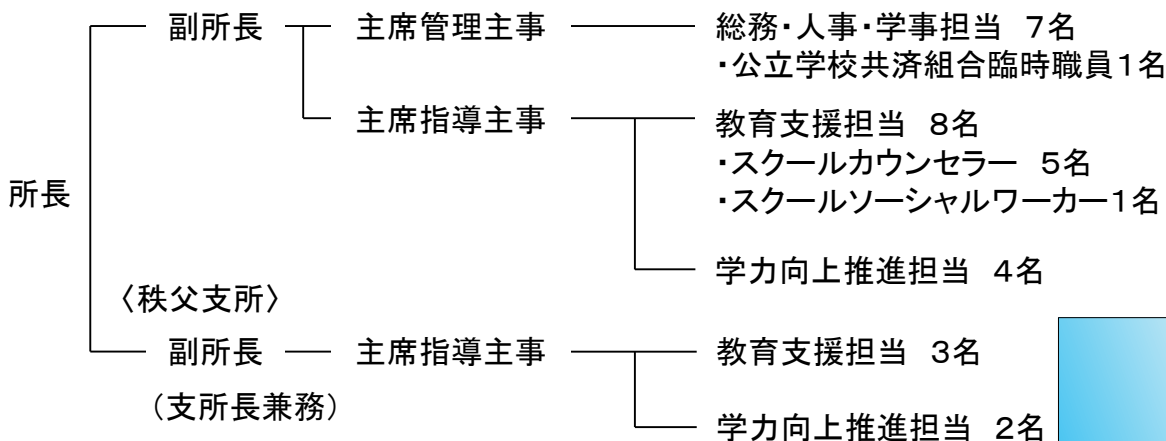 副所長 主席管理主事 総務・人事・学事担当 7名
・公立学校共済組合臨時職員1名
主席指導主事 教育支援担当 8名
・スクールカウンセラー 5名
・スクールソーシャルワーカー1名
所長
学力向上推進担当 4名
〈秩父支所〉
副所長 主席指導主事 教育支援担当 3名
(支所長兼務)
学力向上推進担当 2名